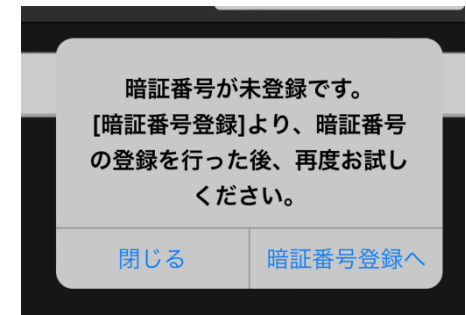 暗証番号が未登録です。
[暗証番号登録]より、暗証番号
の登録を行った後、再度お試し
ください。
閉じる
暗証番号登録へ